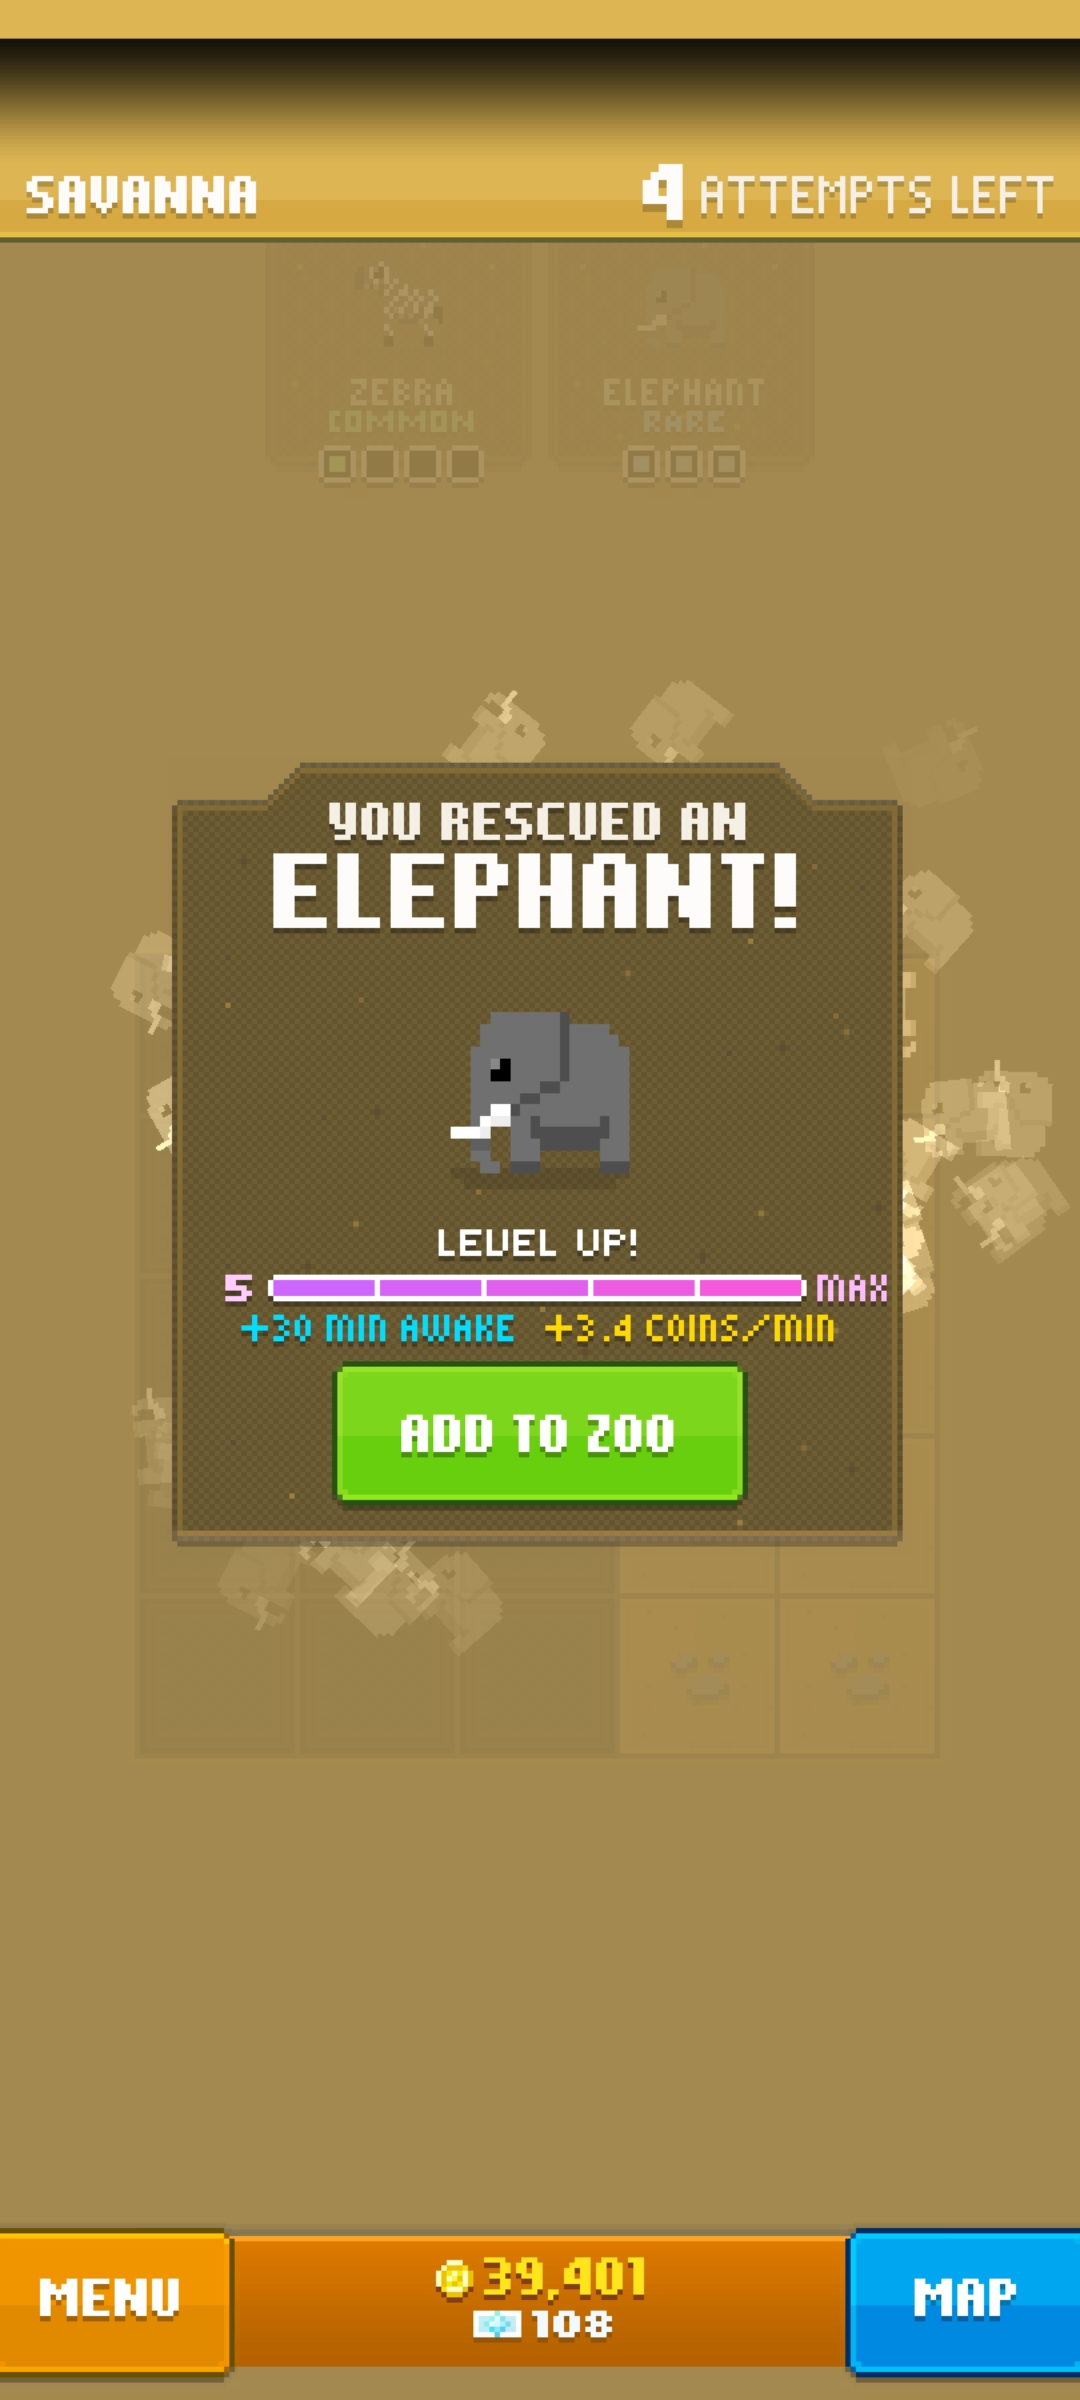 SAVANNA
4 ATTEMPTS LEFT
ZEBRA
COMMON
ELEPHANT
RARE
YOU RESCUED AN
ELEPHANT!
LEVEL UP!
5 MAX
+30 MIN AWAKE +3.4 COINS/MIN
ADD TO ZOO
MENU
39,401
108
MAP